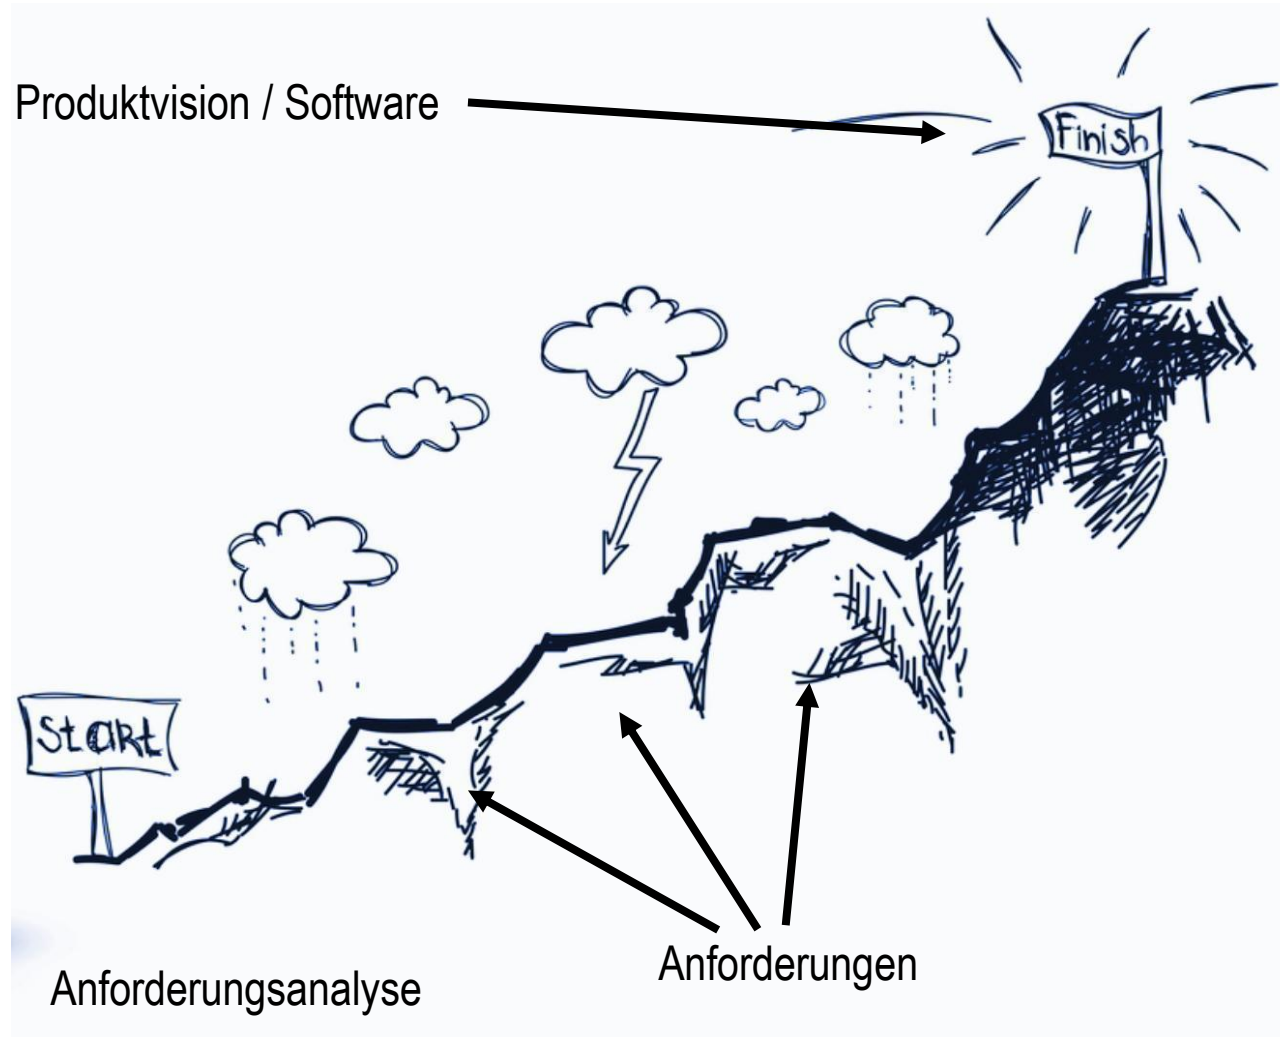 Produktvision / Software
Finish
Start
Anforderungen
Anforderungsanalyse